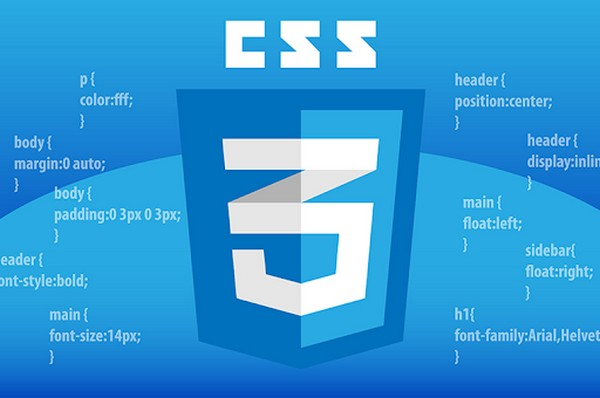 CSS
p {
color:fff;
}
body {
margin:0 auto;
}
body {
padding:0 3px 0 3px;
}
eader {
ont-style:bold;
main {
font-size:14px;
}
3
header {
position:center;
}
header {
display:inlin
}
main {
float:left;
}
sidebar{
float:right;
}
h1{
font-family:Arial,Helvet
}